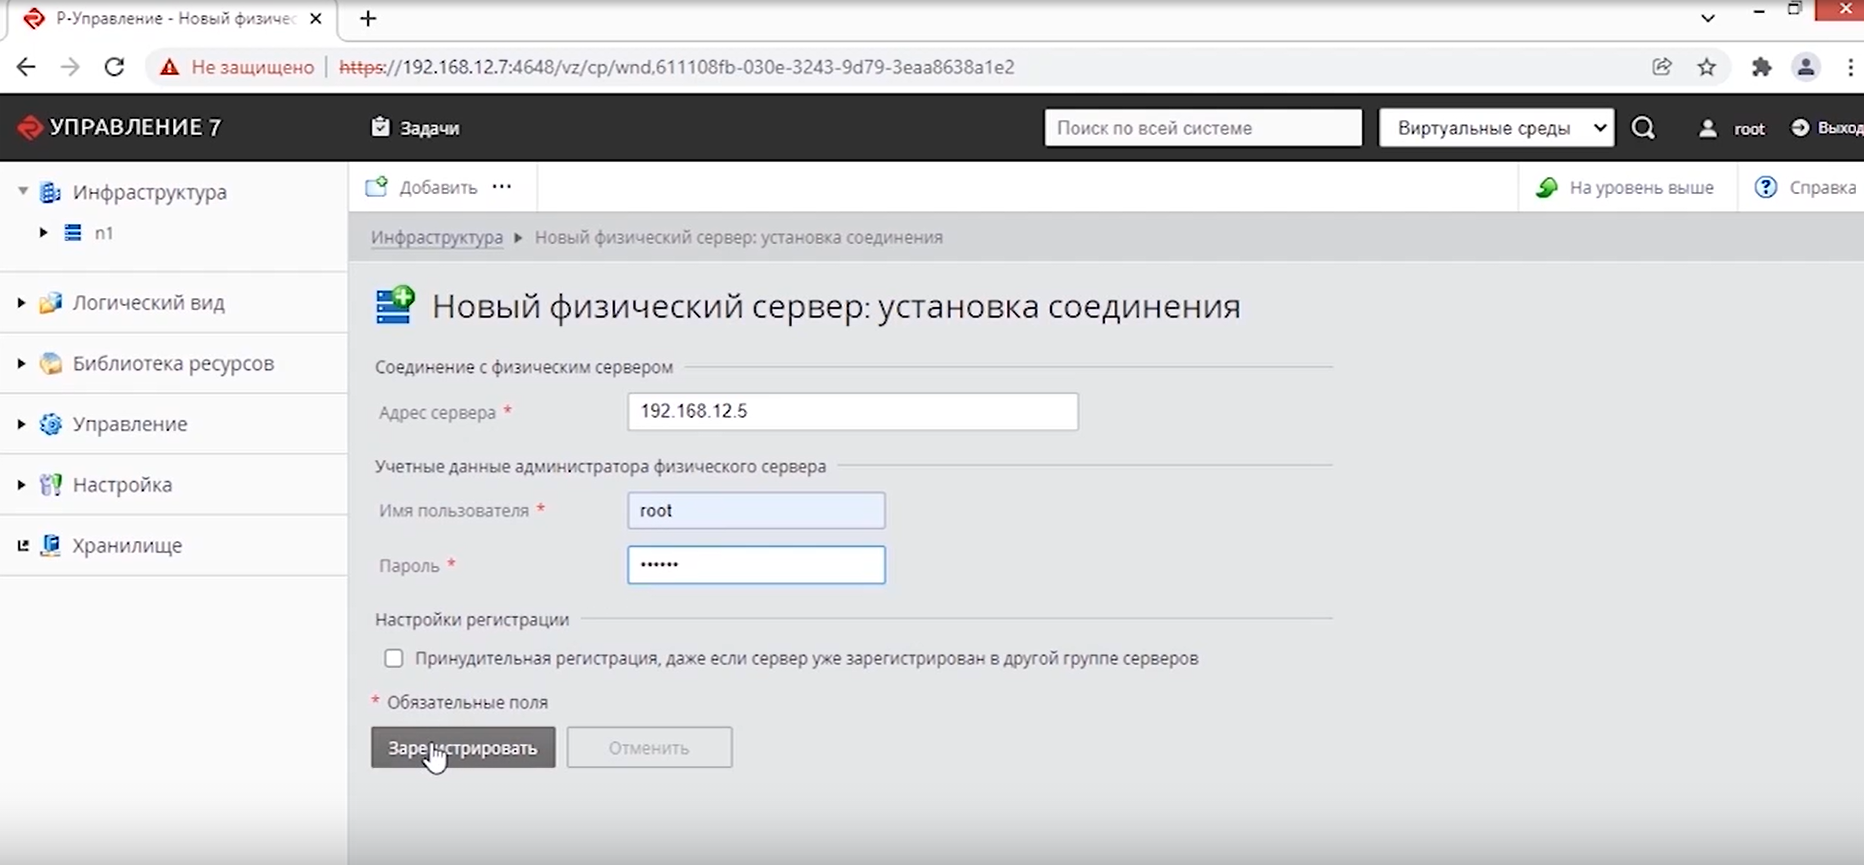 Р-Управление - Новый физичес
Не защищено https://192.168.12.7:4648/vz/cp/wnd,611108fb-030e-3243-9d79-3eaa8638a1e2
УПРАВЛЕНИЕ 7
Задачи
Поиск по всей системе
Виртуальные среды
root
Выход
Инфраструктура
n1
Логический вид
Библиотека ресурсов
Управление
Настройка
Хранилище
Добавить ...
На уровень выше
Справка
Инфраструктура Новый физический сервер: установка соединения
Новый физический сервер: установка соединения
Соединение с физическим сервером
Адрес сервера * 192.168.12.5
Учетные данные администратора физического сервера
Имя пользователя * root
Пароль * ••••••
Настройки регистрации
Принудительная регистрация, даже если сервер уже зарегистрирован в другой группе серверов
* Обязательные поля
Зарегистрировать
Отменить